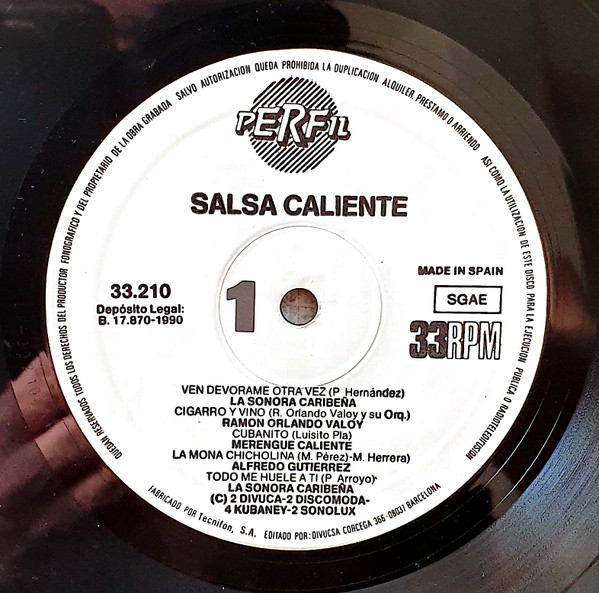 QUEDAN RESERVADOS TODOS LOS DERECHOS DEL PRODUCTOR FONOGRAFICO Y DEL PROPIETARIO DE LA OBRA GRABADA SALVO AUTORIZACION QUEDA PROHIBIDA LA DUPLICACION ALQUILER, PRESTAMO O ARRIENDO ASI COMO LA UTILIZACION DE ESTE DISCO PARA LA EJECUCION PUBLICA O RADIOTELEDIFUSION
PERFIL
SALSA CALIENTE
33.210
Depósito Legal:
B. 17.870-1990
1
MADE IN SPAIN
SGAE
33RPM
VEN DEVORAME OTRA VEZ (P. Hernández)
LA SONORA CARIBEÑA
CIGARRO Y VINO (R. Orlando Valoy y su Orq.)
RAMON ORLANDO VALOY
CUBANITO (Luisito Pla)
MERENGUE CALIENTE
LA MONA CHICHOLINA (M. Pérez)-M. Herrera)
ALFREDO GUTIERREZ
TODO ME HUELE A TI (P. Arroyo)
LA SONORA CARIBEÑA
(C) 2 DIVUCA-2 DISCOMODA-
4 KUBANEY-2 SONOLUX
FABRICADO POR Tecnifón, S.A. EDITADO POR: DIVUCSA CORCEGA 366 -08037 BARCELONA